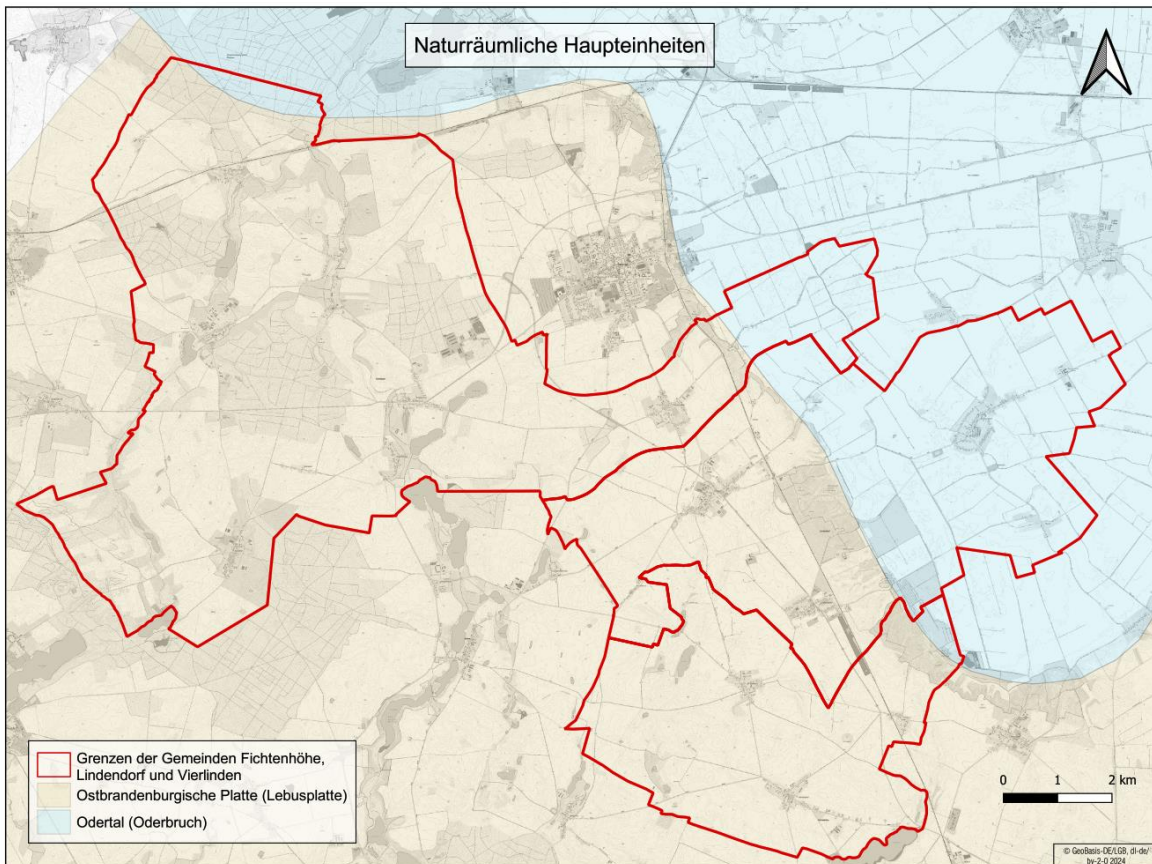 Naturräumliche Haupteinheiten
Grenzen der Gemeinden Fichtenhöhe,
Lindendorf und Vierlinden
Ostbrandenburgische Platte (Lebusplatte)
Odertal (Oderbruch)
0 1 2 km
© GeoBasis-DE/LGB, dl-de/
by-2-0 2024